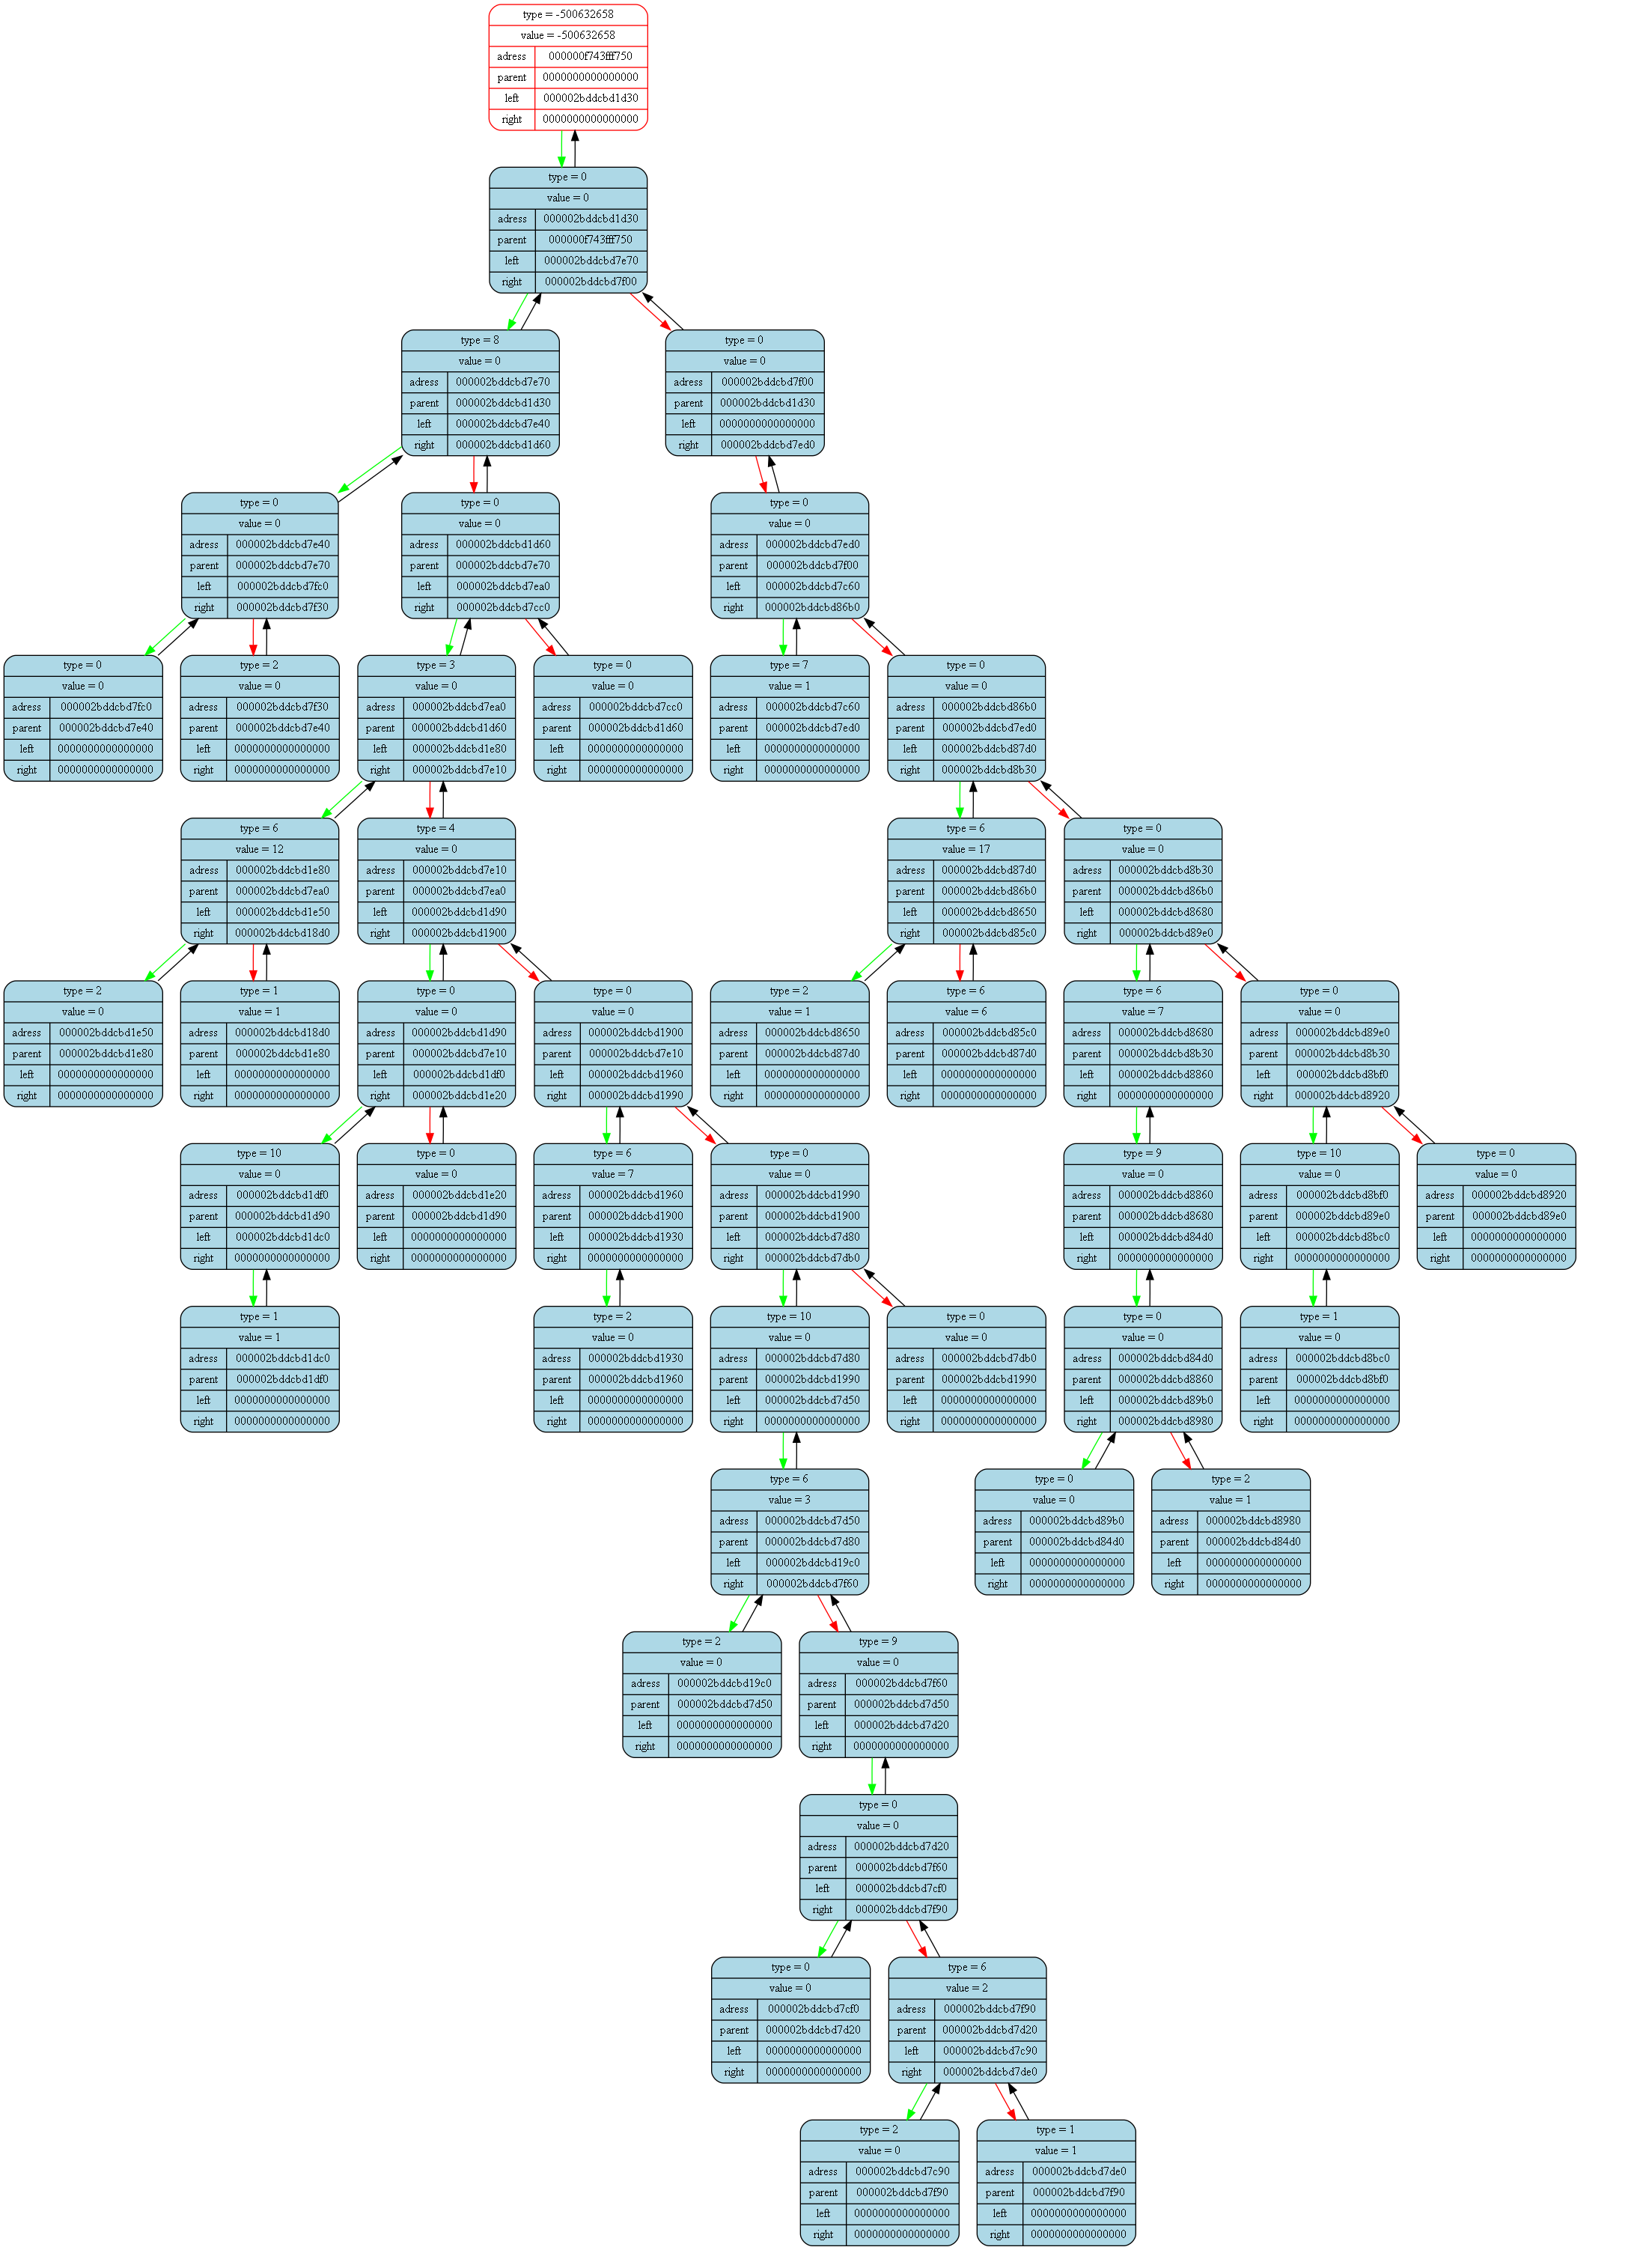 type = -500632658
value = -500632658
adress 000000f743fff750
parent 0000000000000000
left 000002bddcbd1d30
right 0000000000000000
type = 0
value = 0
adress 000002bddcbd1d30
parent 000000f743fff750
left 000002bddcbd7e70
right 000002bddcbd7f00
type = 8
value = 0
adress 000002bddcbd7e70
parent 000002bddcbd1d30
left 000002bddcbd7e40
right 000002bddcbd1d60
type = 0
value = 0
adress 000002bddcbd7f00
parent 000002bddcbd1d30
left 0000000000000000
right 000002bddcbd7ed0
type = 0
value = 0
adress 000002bddcbd7e40
parent 000002bddcbd7e70
left 000002bddcbd7fc0
right 000002bddcbd7f30
type = 0
value = 0
adress 000002bddcbd1d60
parent 000002bddcbd7e70
left 000002bddcbd7ea0
right 000002bddcbd7cc0
type = 0
value = 0
adress 000002bddcbd7ed0
parent 000002bddcbd7f00
left 000002bddcbd7c60
right 000002bddcbd86b0
type = 0
value = 0
adress 000002bddcbd7fc0
parent 000002bddcbd7e40
left 0000000000000000
right 0000000000000000
type = 2
value = 0
adress 000002bddcbd7f30
parent 000002bddcbd7e40
left 0000000000000000
right 0000000000000000
type = 3
value = 0
adress 000002bddcbd7ea0
parent 000002bddcbd1d60
left 000002bddcbd1e80
right 000002bddcbd7e10
type = 0
value = 0
adress 000002bddcbd7cc0
parent 000002bddcbd1d60
left 0000000000000000
right 0000000000000000
type = 7
value = 1
adress 000002bddcbd7c60
parent 000002bddcbd7ed0
left 0000000000000000
right 0000000000000000
type = 0
value = 0
adress 000002bddcbd86b0
parent 000002bddcbd7ed0
left 000002bddcbd87d0
right 000002bddcbd8b30
type = 6
value = 12
adress 000002bddcbd1e80
parent 000002bddcbd7ea0
left 000002bddcbd1e50
right 000002bddcbd18d0
type = 4
value = 0
adress 000002bddcbd7e10
parent 000002bddcbd7ea0
left 000002bddcbd1d90
right 000002bddcbd1900
type = 6
value = 17
adress 000002bddcbd87d0
parent 000002bddcbd86b0
left 000002bddcbd8650
right 000002bddcbd85c0
type = 0
value = 0
adress 000002bddcbd8b30
parent 000002bddcbd86b0
left 000002bddcbd8680
right 000002bddcbd89e0
type = 2
value = 0
adress 000002bddcbd1e50
parent 000002bddcbd1e80
left 0000000000000000
right 0000000000000000
type = 1
value = 1
adress 000002bddcbd18d0
parent 000002bddcbd1e80
left 0000000000000000
right 0000000000000000
type = 0
value = 0
adress 000002bddcbd1d90
parent 000002bddcbd7e10
left 000002bddcbd1df0
right 000002bddcbd1e20
type = 0
value = 0
adress 000002bddcbd1900
parent 000002bddcbd7e10
left 000002bddcbd1960
right 000002bddcbd1990
type = 2
value = 1
adress 000002bddcbd8650
parent 000002bddcbd87d0
left 0000000000000000
right 0000000000000000
type = 6
value = 6
adress 000002bddcbd85c0
parent 000002bddcbd87d0
left 0000000000000000
right 0000000000000000
type = 6
value = 7
adress 000002bddcbd8680
parent 000002bddcbd8b30
left 000002bddcbd8860
right 0000000000000000
type = 0
value = 0
adress 000002bddcbd89e0
parent 000002bddcbd8b30
left 000002bddcbd8bf0
right 000002bddcbd8920
type = 10
value = 0
adress 000002bddcbd1df0
parent 000002bddcbd1d90
left 000002bddcbd1dc0
right 0000000000000000
type = 0
value = 0
adress 000002bddcbd1e20
parent 000002bddcbd1d90
left 0000000000000000
right 0000000000000000
type = 6
value = 7
adress 000002bddcbd1960
parent 000002bddcbd1900
left 000002bddcbd1930
right 0000000000000000
type = 0
value = 0
adress 000002bddcbd1990
parent 000002bddcbd1900
left 000002bddcbd7d80
right 000002bddcbd7db0
type = 9
value = 0
adress 000002bddcbd8860
parent 000002bddcbd8680
left 000002bddcbd84d0
right 0000000000000000
type = 10
value = 0
adress 000002bddcbd8bf0
parent 000002bddcbd89e0
left 000002bddcbd8bc0
right 0000000000000000
type = 0
value = 0
adress 000002bddcbd8920
parent 000002bddcbd89e0
left 0000000000000000
right 0000000000000000
type = 1
value = 1
adress 000002bddcbd1dc0
parent 000002bddcbd1df0
left 0000000000000000
right 0000000000000000
type = 2
value = 0
adress 000002bddcbd1930
parent 000002bddcbd1960
left 0000000000000000
right 0000000000000000
type = 10
value = 0
adress 000002bddcbd7d80
parent 000002bddcbd1990
left 000002bddcbd7d50
right 0000000000000000
type = 0
value = 0
adress 000002bddcbd7db0
parent 000002bddcbd1990
left 0000000000000000
right 0000000000000000
type = 0
value = 0
adress 000002bddcbd84d0
parent 000002bddcbd8860
left 000002bddcbd89b0
right 000002bddcbd8980
type = 1
value = 0
adress 000002bddcbd8bc0
parent 000002bddcbd8bf0
left 0000000000000000
right 0000000000000000
type = 6
value = 3
adress 000002bddcbd7d50
parent 000002bddcbd7d80
left 000002bddcbd19c0
right 000002bddcbd7f60
type = 0
value = 0
adress 000002bddcbd89b0
parent 000002bddcbd84d0
left 0000000000000000
right 0000000000000000
type = 2
value = 1
adress 000002bddcbd8980
parent 000002bddcbd84d0
left 0000000000000000
right 0000000000000000
type = 2
value = 0
adress 000002bddcbd19c0
parent 000002bddcbd7d50
left 0000000000000000
right 0000000000000000
type = 9
value = 0
adress 000002bddcbd7f60
parent 000002bddcbd7d50
left 000002bddcbd7d20
right 0000000000000000
type = 0
value = 0
adress 000002bddcbd7d20
parent 000002bddcbd7f60
left 000002bddcbd7cf0
right 000002bddcbd7f90
type = 0
value = 0
adress 000002bddcbd7cf0
parent 000002bddcbd7d20
left 0000000000000000
right 0000000000000000
type = 6
value = 2
adress 000002bddcbd7f90
parent 000002bddcbd7d20
left 000002bddcbd7c90
right 000002bddcbd7de0
type = 2
value = 0
adress 000002bddcbd7c90
parent 000002bddcbd7f90
left 0000000000000000
right 0000000000000000
type = 1
value = 1
adress 000002bddcbd7de0
parent 000002bddcbd7f90
left 0000000000000000
right 0000000000000000